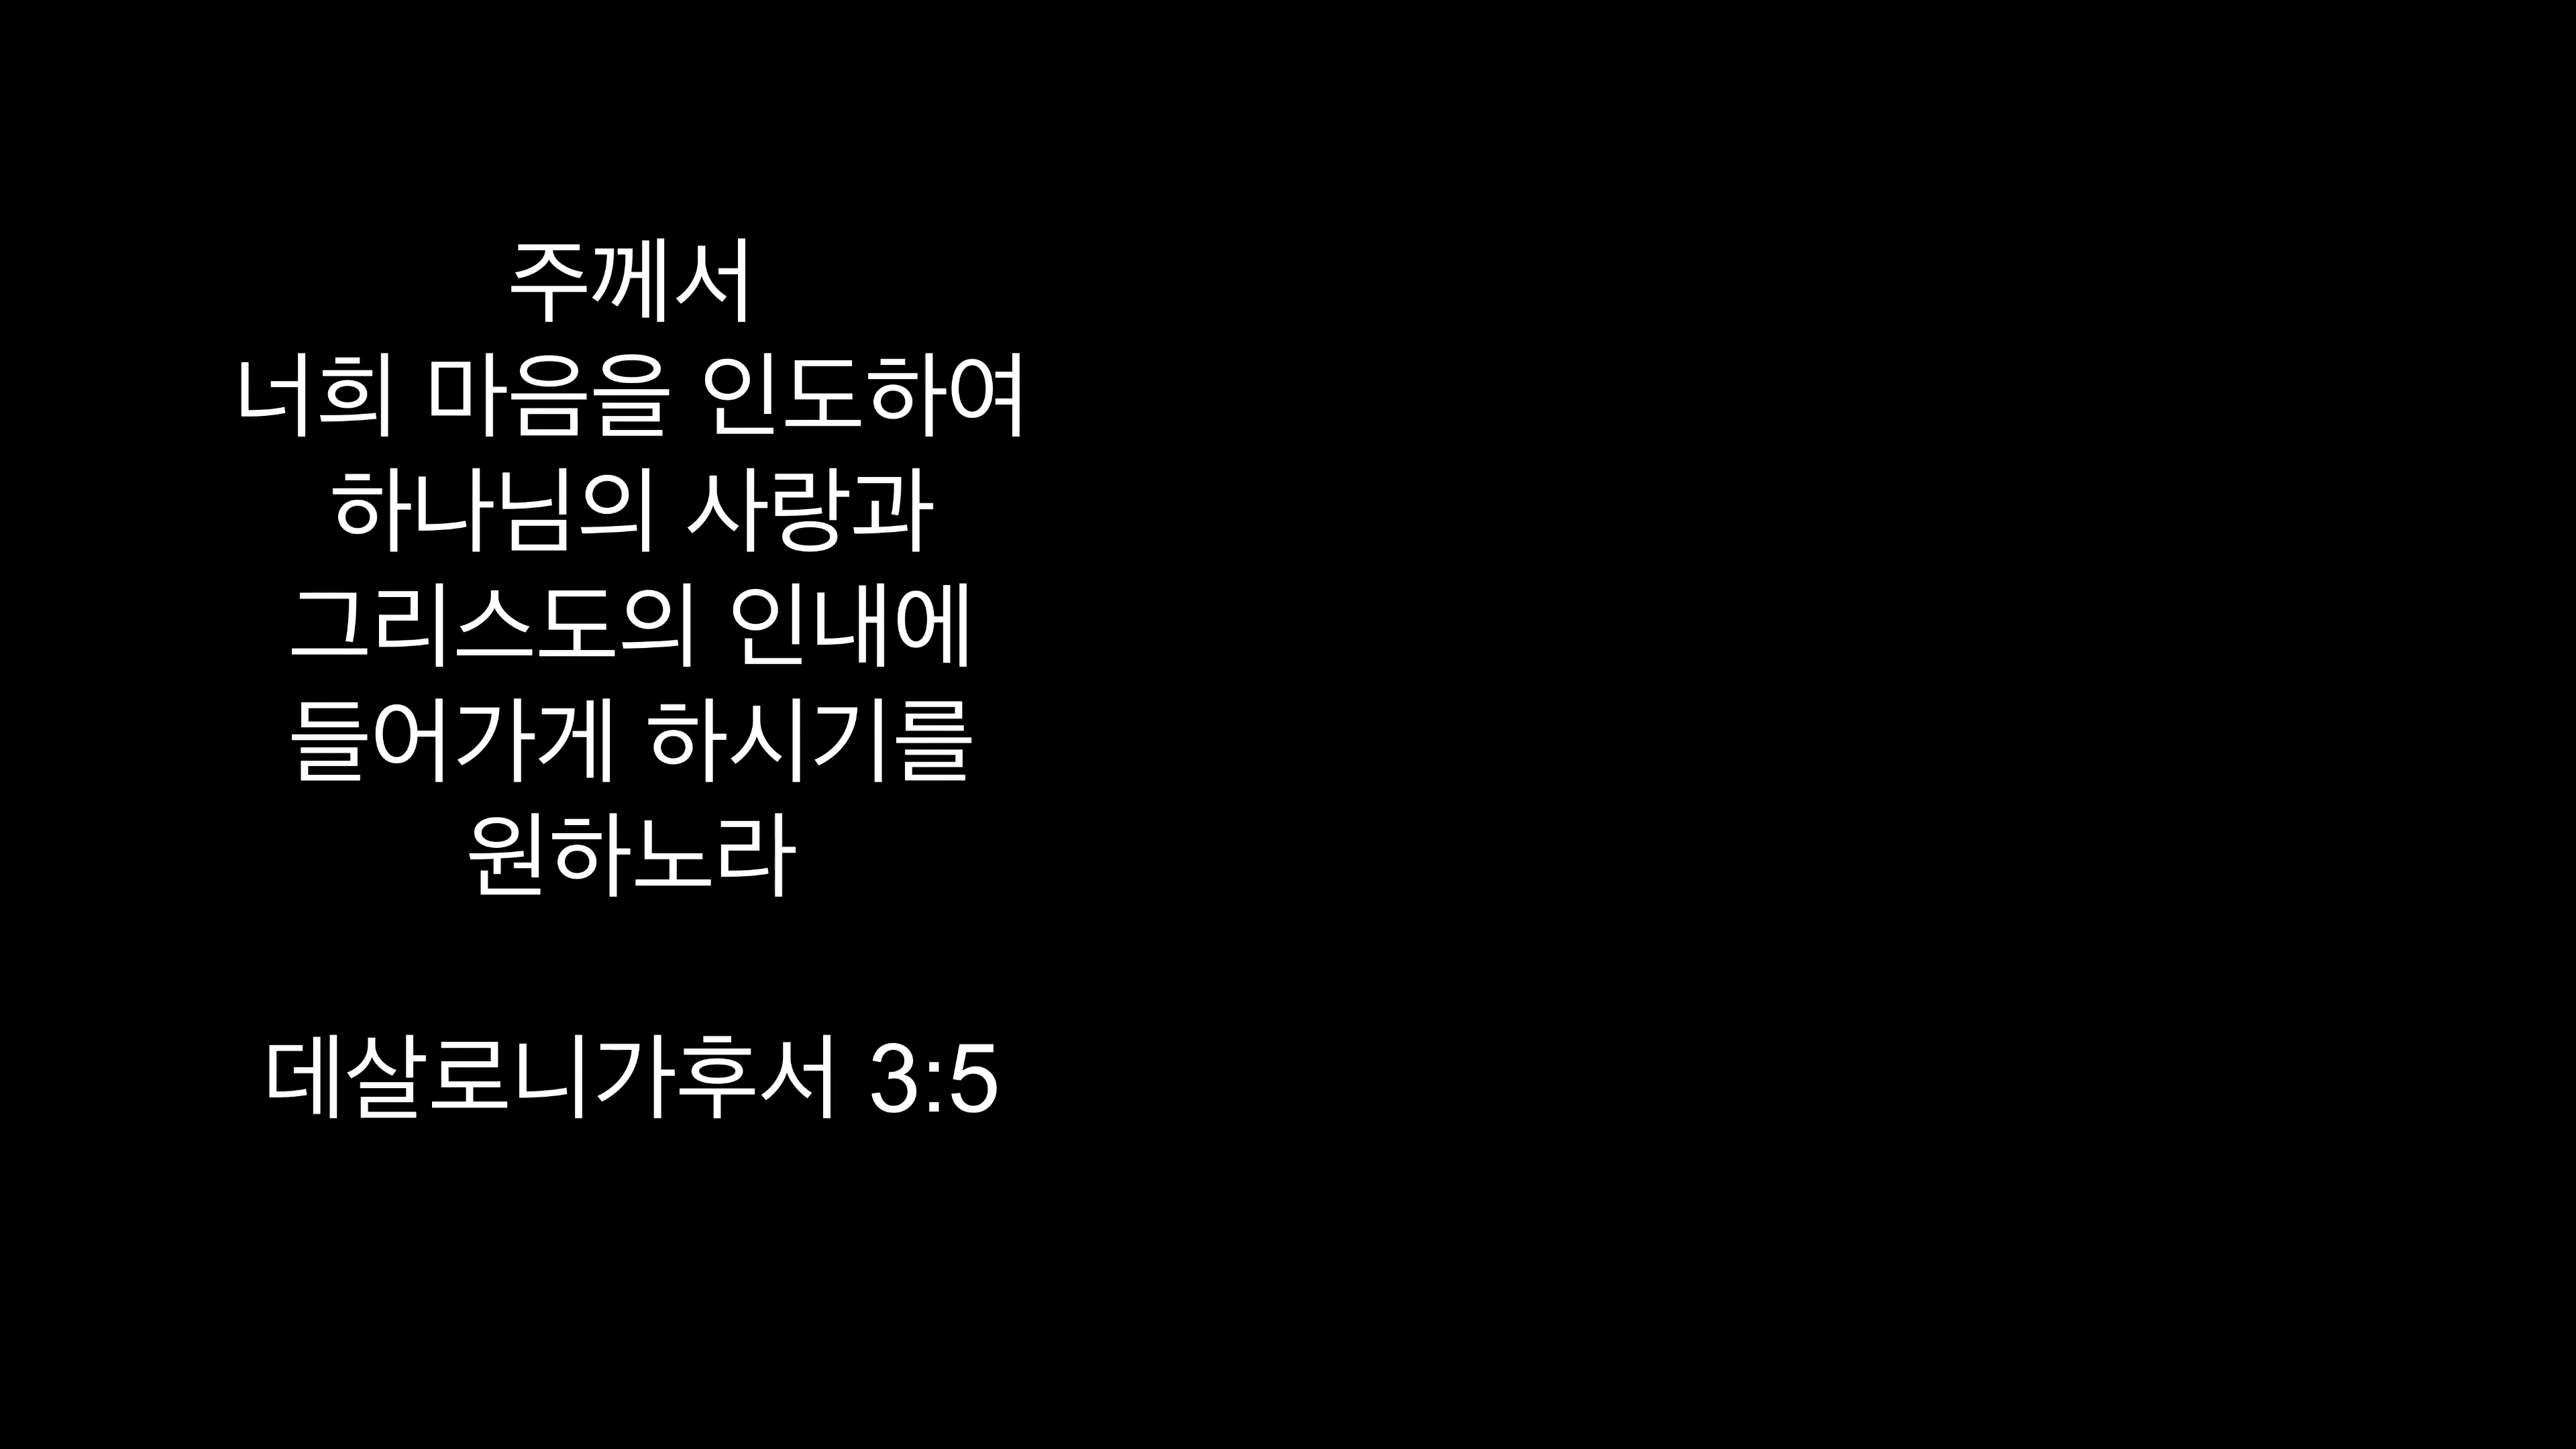 주께서
너희 마음을 인도하여
하나님의 사랑과
그리스도의 인내에
들어가게 하시기를
원하노라
데살로니가후서 3:5